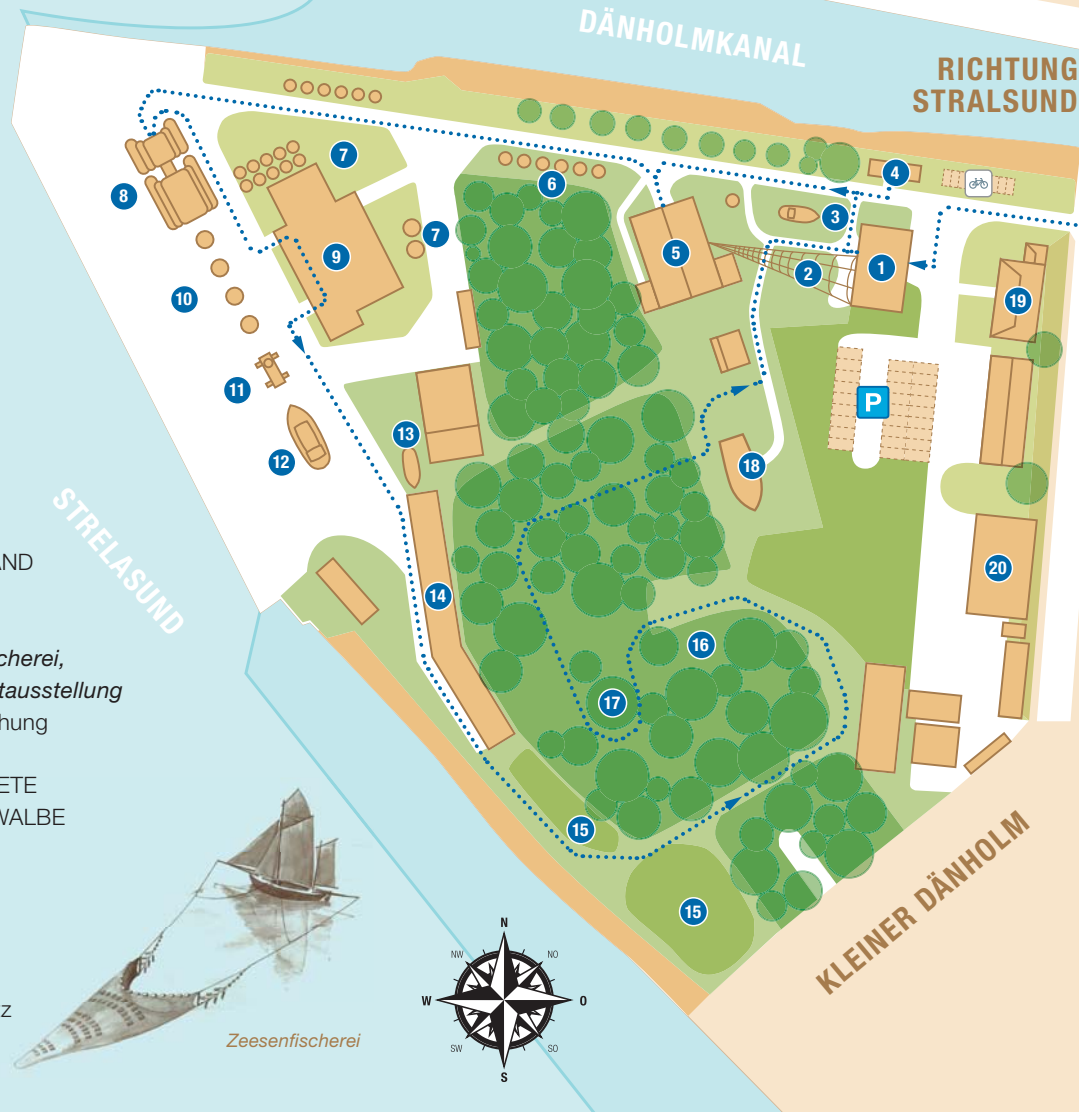 DÄNHOLMKANAL
RICHTUNG
STRALSUND
STRELASUND
KLEINER DÄNHOLM
1
2
3
4
5
6
7
7
8
9
10
11
12
13
14
15
15
16
17
18
19
20
P
AND
cherei,
tausstellung
hung
ETE
WALBE
z
Zeesenfischerei
N
NO
O
SO
S
SW
W
NW